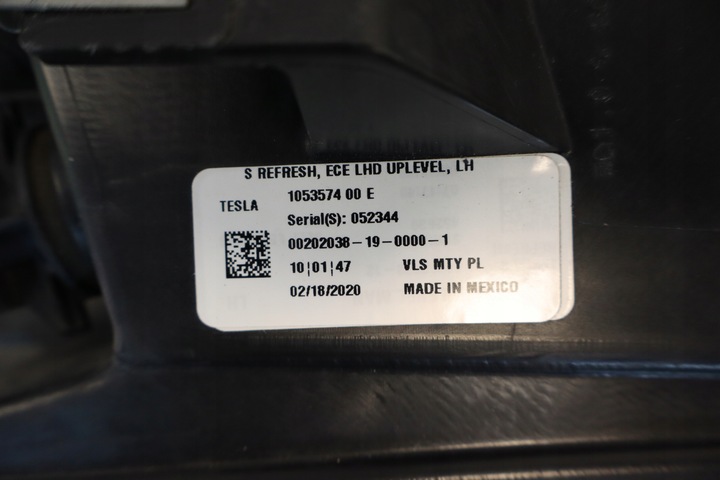 S REFRESH, ECE LHD UPLEVEL, LH
TESLA 1053574 00 E
Serial(S): 052344
00202038-19-0000-1
10¦01¦47 VLS MTY PL
02/18/2020 MADE IN MEXICO